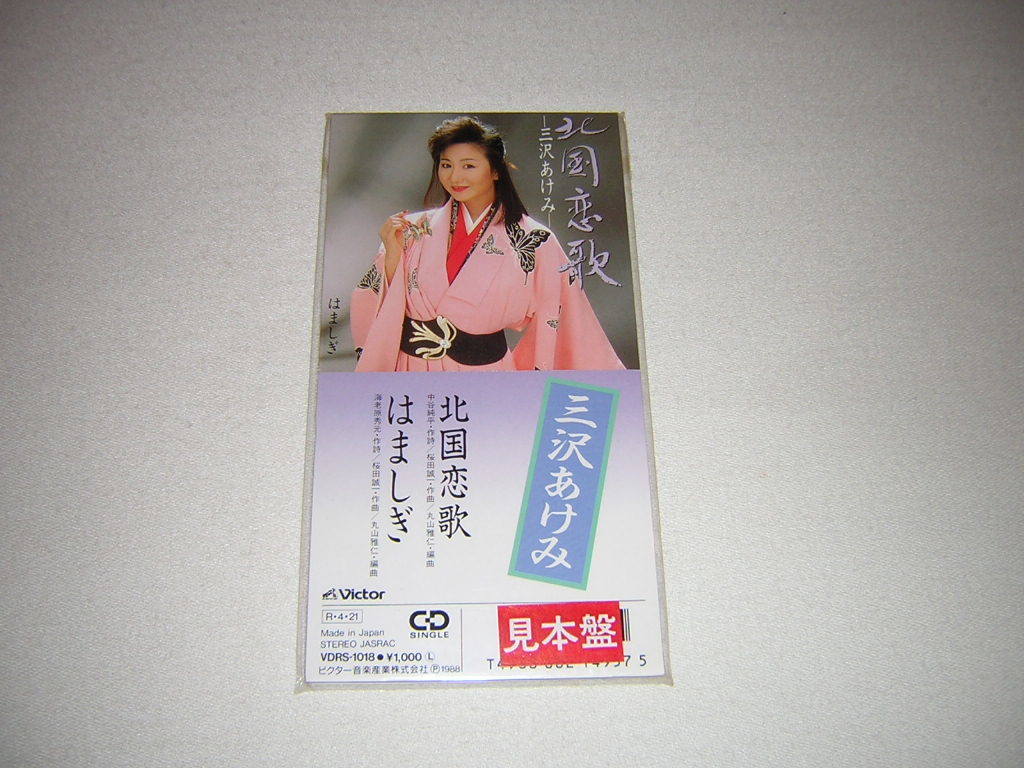 北国恋歌
—三沢あけみ—
はましぎ
三沢あけみ
北国恋歌
中谷純平・作詩／桜田誠一・作曲／丸山雅仁・編曲
はましぎ
海老原秀元・作詩／桜田誠一・作曲／丸山雅仁・編曲
Victor
R・4・21
Made in Japan
STEREO JASRAC
VDRS-1018 ● ¥1,000 Ⓛ
ビクター音楽産業株式会社 Ⓟ1988
CD
SINGLE
見本盤